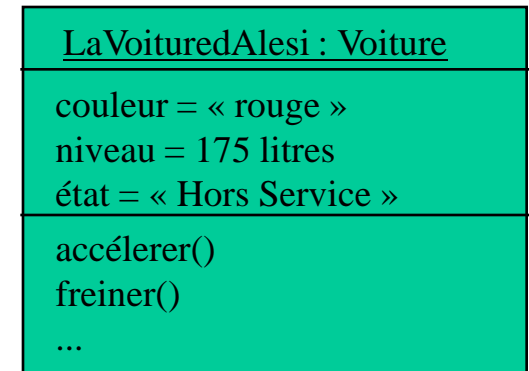 LaVoituredAlesi : Voiture
couleur = « rouge »
niveau = 175 litres
état = « Hors Service »
accélerer()
freiner()
...